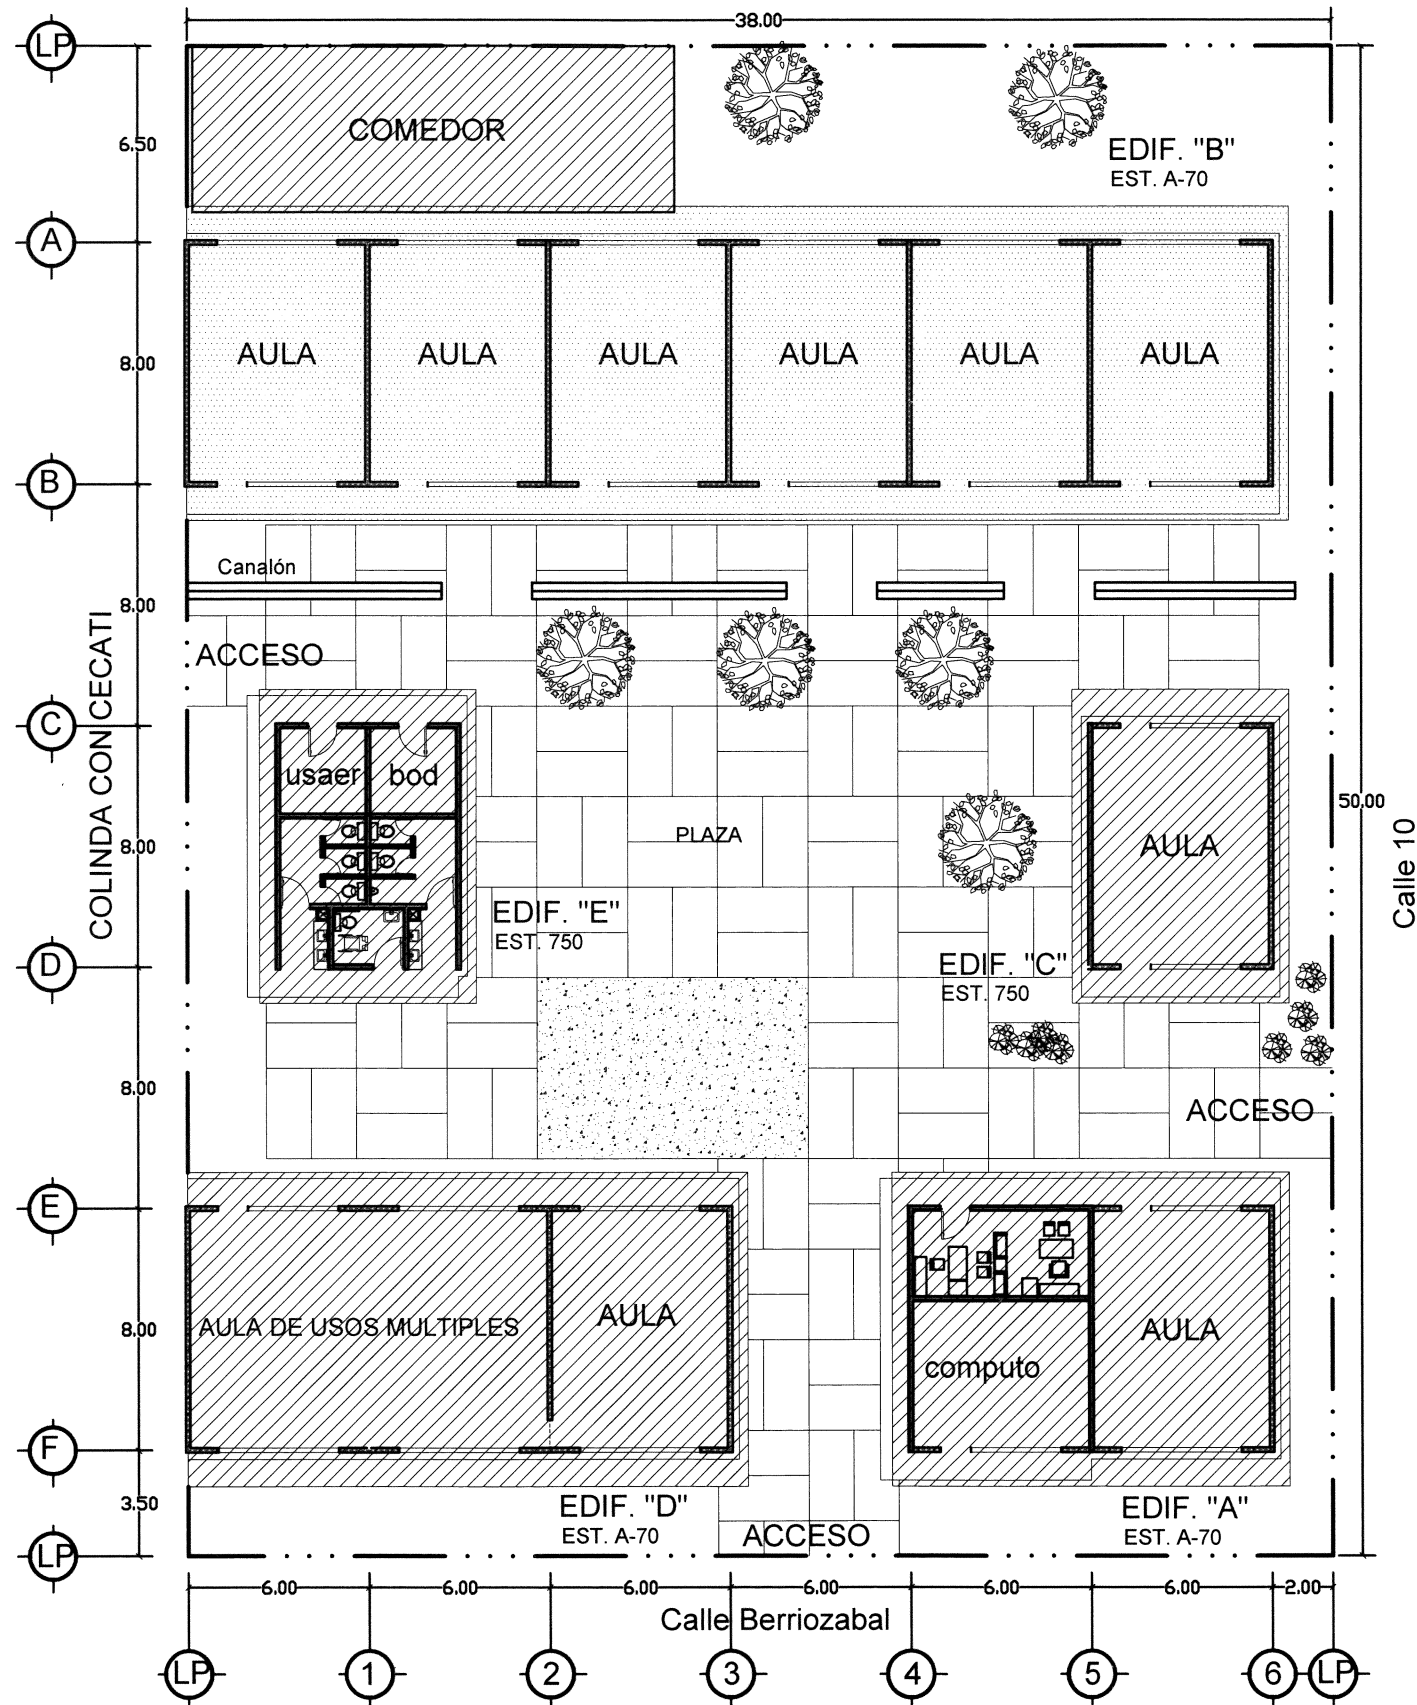 38.00
LP
COMEDOR
6.50
EDIF. "B"
EST. A-70
A
AULA AULA AULA AULA AULA AULA
8.00
B
Canalón
8.00
ACCESO
COLINDA CON CECATI
C
usaer bod
50.00
PLAZA
AULA
8.00
Calle 10
EDIF. "E"
EST. 750
EDIF. "C"
EST. 750
D
8.00
ACCESO
E
AULA DE USOS MULTIPLES
AULA
AULA
8.00
computo
F
3.50
EDIF. "D"
EST. A-70
EDIF. "A"
EST. A-70
ACCESO
LP
6.00 6.00 6.00 6.00 6.00 6.00 2.00
Calle Berriozabal
LP 1 2 3 4 5 6 LP